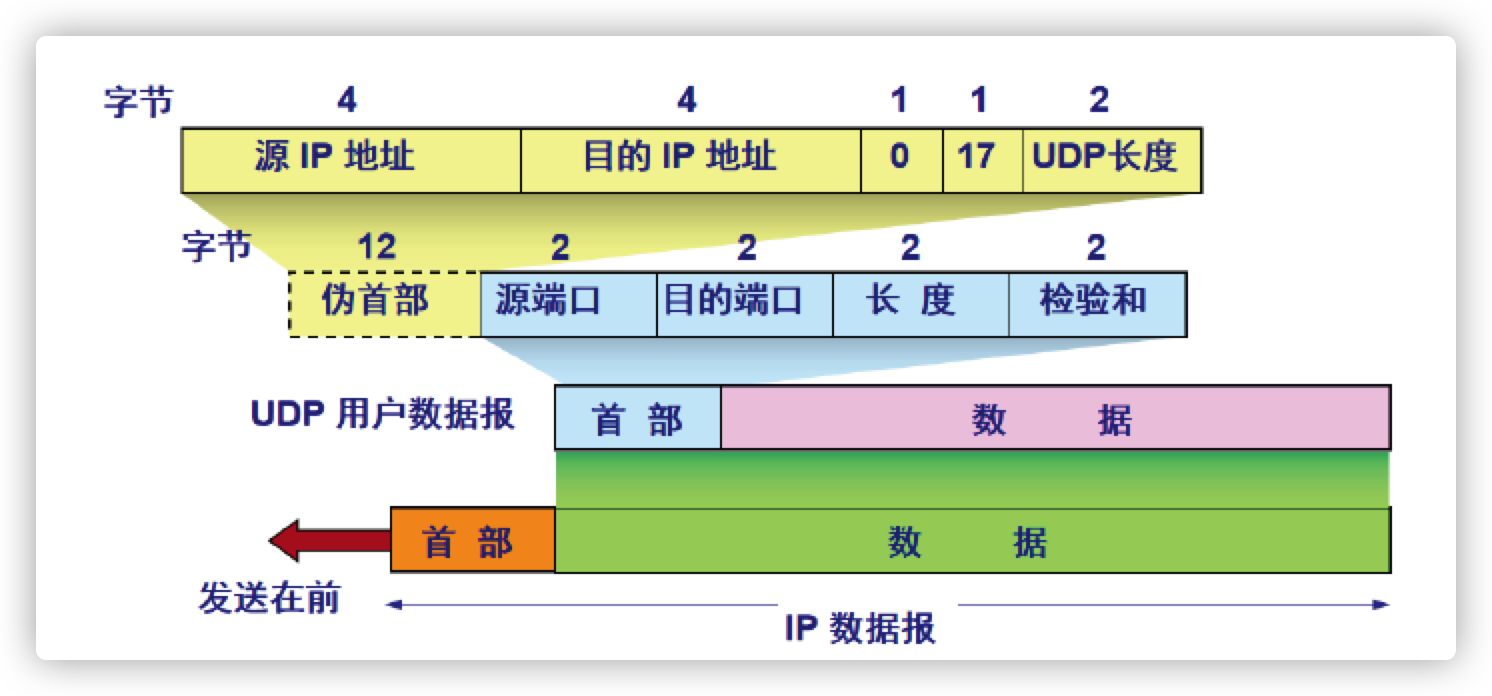 字节 4 4 1 1 2
源 IP 地址 目的 IP 地址 0 17 UDP长度
字节 12 2 2 2 2
伪首部 源端口 目的端口 长 度 检验和
UDP 用户数据报 首 部 数 据
首 部 数 据
发送在前
IP 数据报